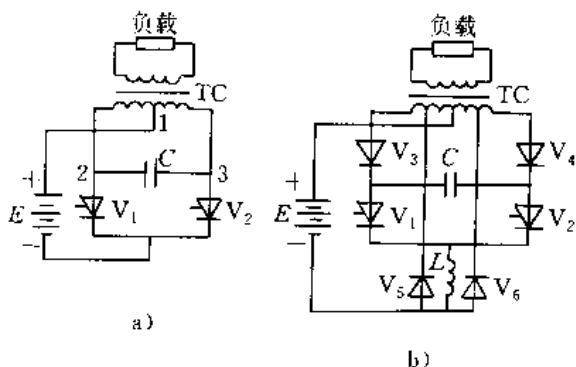 负载
TC
1
2
C
3
+
E
−
V₁
V₂
a)
负载
TC
V₃
C
V₄
+
E
−
V₁
V₂
L
V₅
V₆
b)